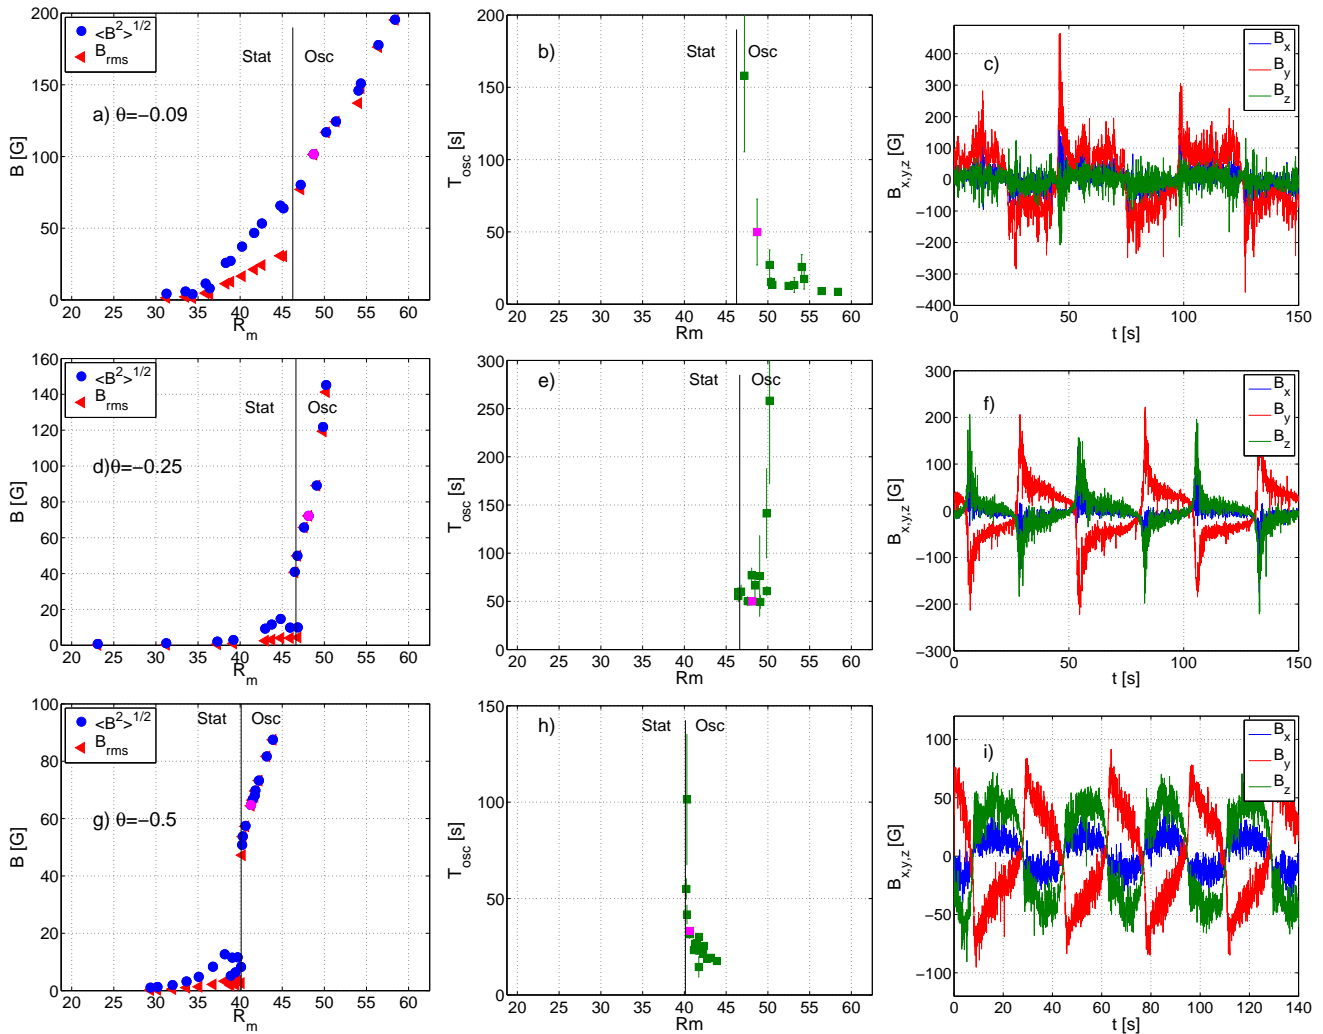 200
150
100
50
0
B [G]
<B²>^1/2
B_rms
Stat
Osc
a) θ=−0.09
20 25 30 35 40 45 50 55 60
R_m
200
150
100
50
0
T_osc [s]
b)
Stat
Osc
20 25 30 35 40 45 50 55 60
Rm
400
300
200
100
0
−100
−200
−300
−400
B_x,y,z [G]
c)
B_x
B_y
B_z
0 50 100 150
t [s]
160
140
120
100
80
60
40
20
0
B [G]
<B²>^1/2
B_rms
Stat
Osc
d)θ=−0.25
20 25 30 35 40 45 50 55 60
R_m
300
250
200
150
100
50
0
T_osc [s]
e)
Stat
Osc
20 25 30 35 40 45 50 55 60
Rm
300
200
100
0
−100
−200
−300
B_x,y,z [G]
f)
B_x
B_y
B_z
0 50 100 150
t [s]
100
80
60
40
20
0
B [G]
<B²>^1/2
B_rms
Stat
Osc
g) θ=−0.5
20 25 30 35 40 45 50 55 60
R_m
150
100
50
0
T_osc [s]
h)
Stat
Osc
20 25 30 35 40 45 50 55 60
Rm
100
50
0
−50
−100
B_x,y,z [G]
i)
B_x
B_y
B_z
0 20 40 60 80 100 120 140
t [s]